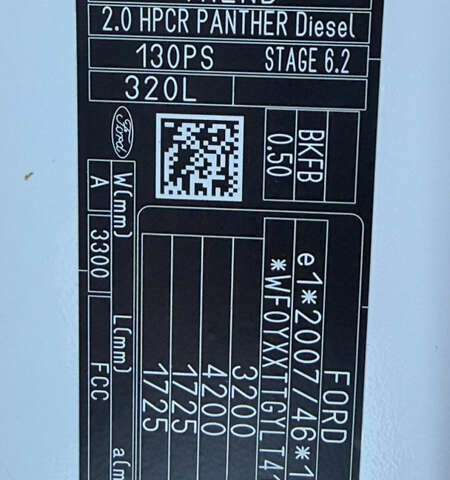 2.0 HPCR PANTHER Diesel
130PS STAGE 6.2
320L
Ford
BKFB
0.50
FORD
e1*2007/46*1
*WF0YXXTTGYLT4
3200
4200
1725
1725
W(mm) L(mm) a(m
A 3300 FCC